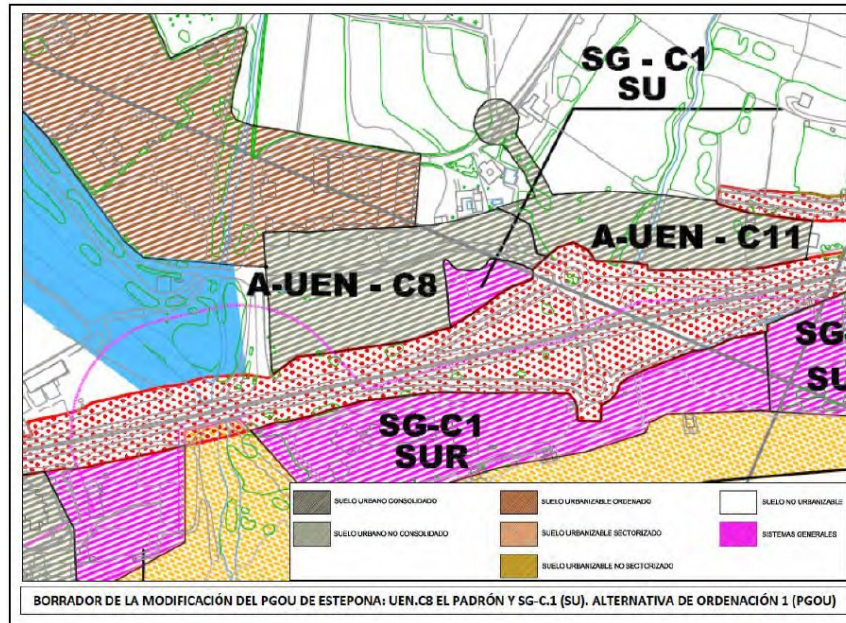 SG - C1
SU
A-UEN - C11
A-UEN - C8
SG-
SU
SG-C1
SUR
SUELO URBANO CONSOLIDADO
SUELO URBANIZABLE ORDENADO
SUELO NO URBANIZABLE
SUELO URBANO NO CONSOLIDADO
SUELO URBANIZABLE SECTORIZADO
SISTEMAS GENERALES
SUELO URBANIZABLE NO SECTORIZADO
BORRADOR DE LA MODIFICACIÓN DEL PGOU DE ESTEPONA: UEN.C8 EL PADRÓN Y SG-C.1 (SU). ALTERNATIVA DE ORDENACIÓN 1 (PGOU)